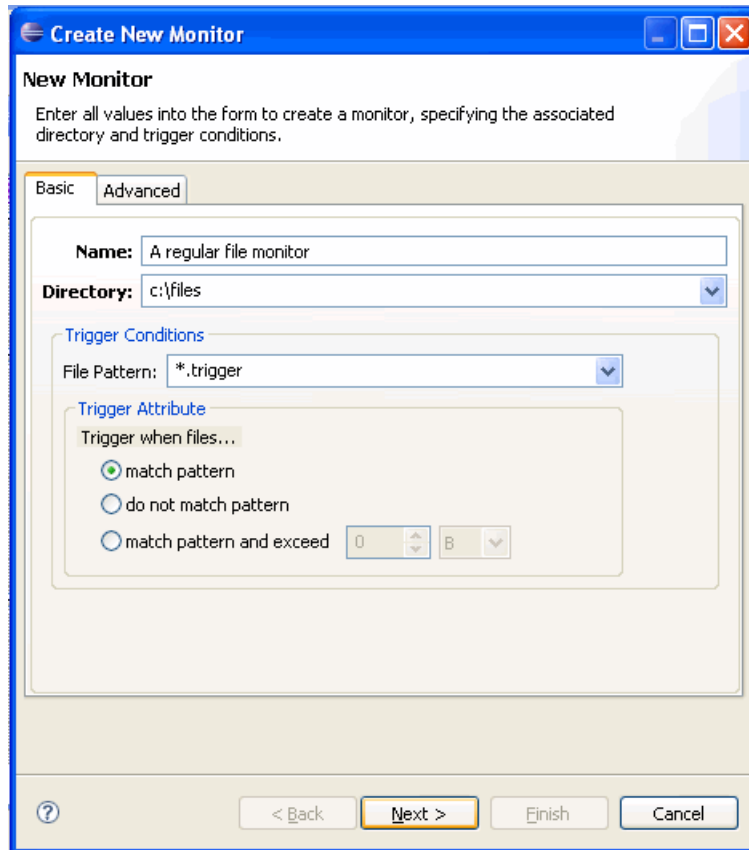 Create New Monitor
New Monitor
Enter all values into the form to create a monitor, specifying the associated
directory and trigger conditions.
Basic Advanced
Name: A regular file monitor
Directory: c:\files
Trigger Conditions
File Pattern: *.trigger
Trigger Attribute
Trigger when files...
match pattern
do not match pattern
match pattern and exceed 0 B
< Back Next > Finish Cancel